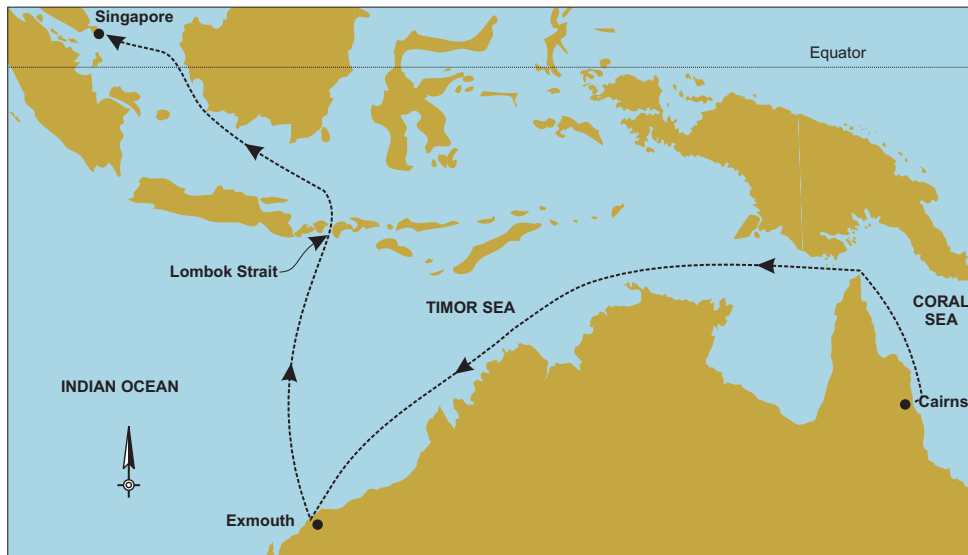 Singapore
Equator
Lombok Strait
TIMOR SEA
CORAL
SEA
INDIAN OCEAN
Cairns
Exmouth